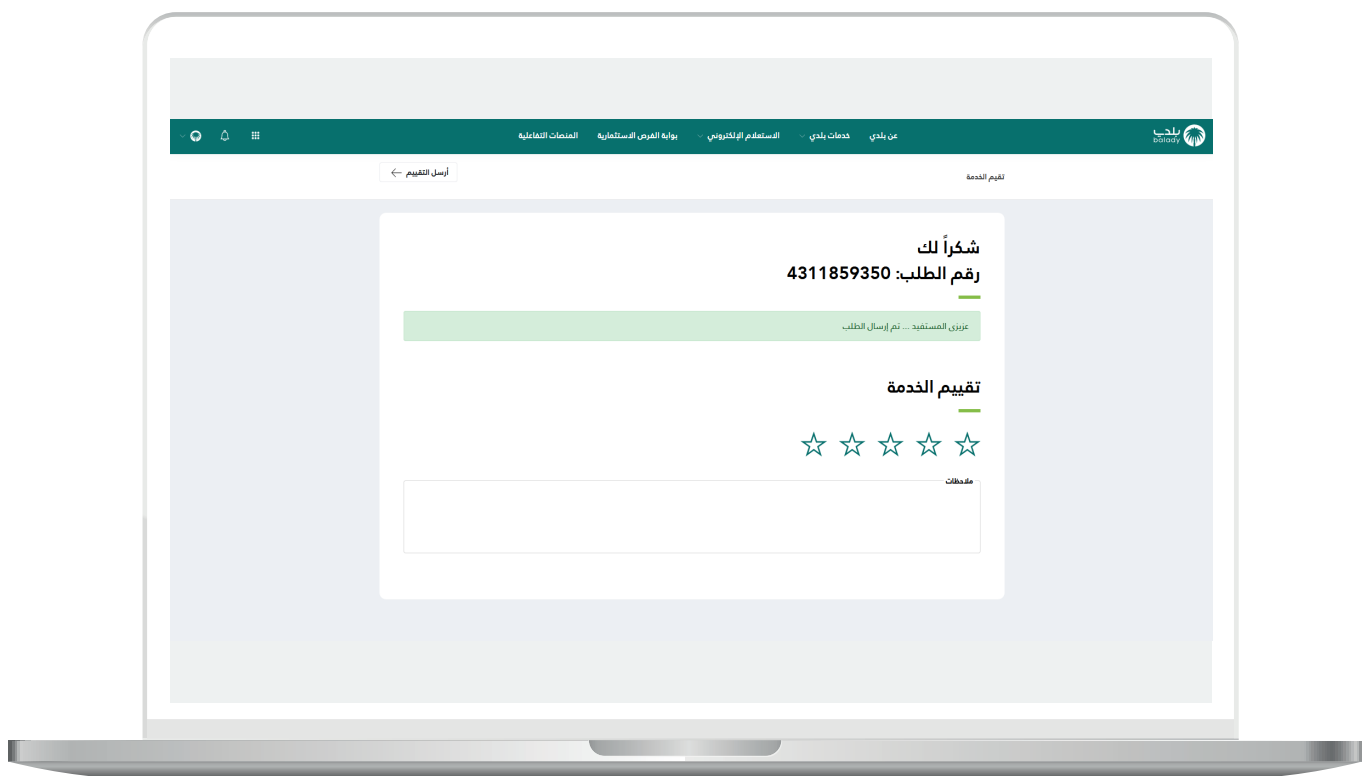 بلدي
balady
عن بلدي
خدمات بلدي
الاستعلام الإلكتروني
بوابة الفرص الاستثمارية
المنصات التفاعلية
تقيم الخدمة
أرسل التقييم
شكراً لك
رقم الطلب: 4311859350
عزيزي المستفيد ... تم إرسال الطلب
تقييم الخدمة
ملاحظات